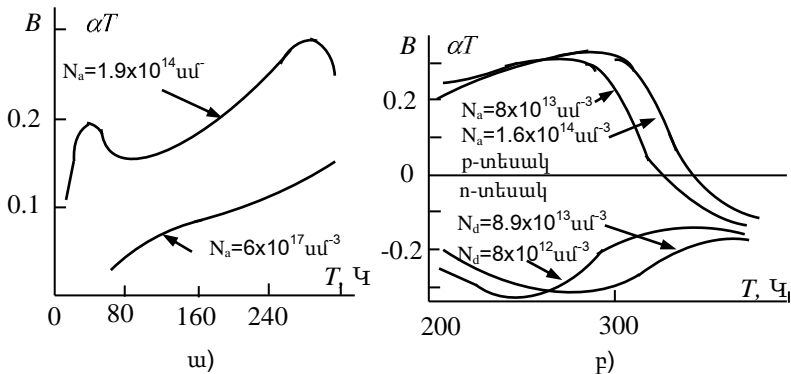 B αT
N_a=1.9x10^14 սմ^-
0.2
0.1
N_a=6x10^17 սմ^-3
T, Կ
0 80 160 240
ա)
B αT
0.2
N_a=8x10^13 սմ^-3
N_a=1.6x10^14 սմ^-3
p-տեսակ
0
n-տեսակ
N_d=8.9x10^13 սմ^-3
N_d=8x10^12 սմ^-3
-0.2
T, Կ
200 300
բ)